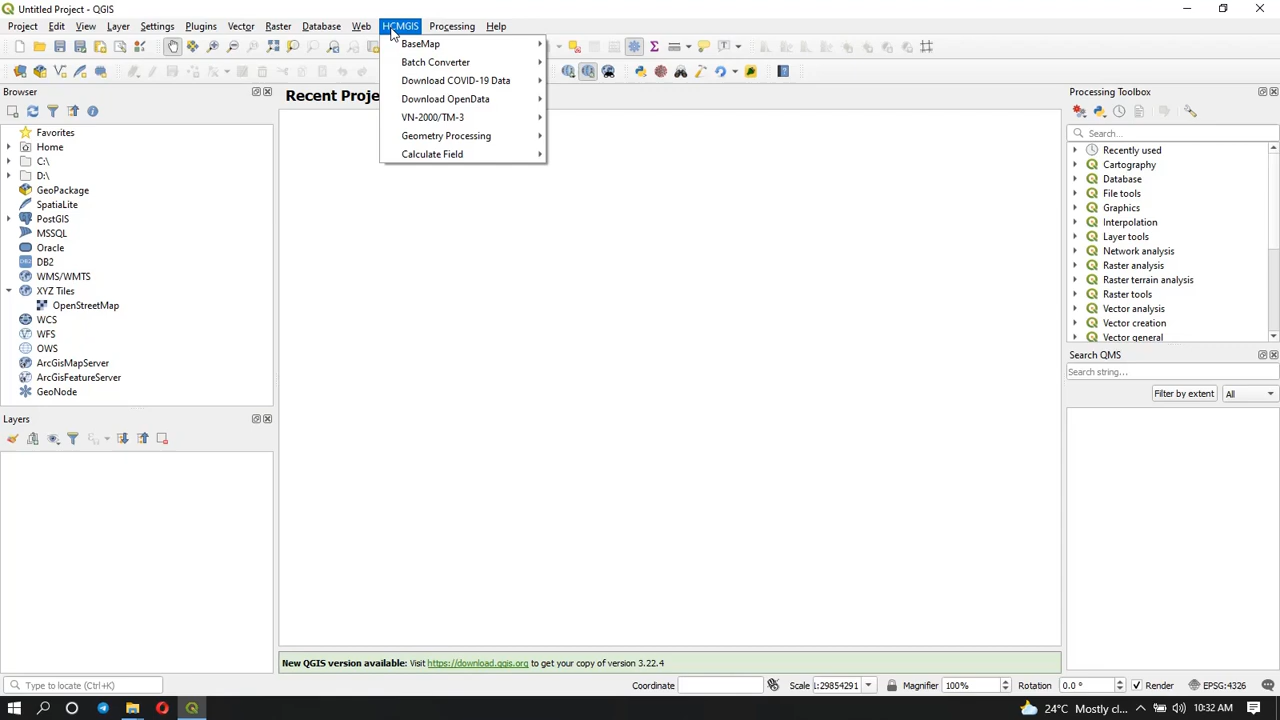 Untitled Project - QGIS
Project Edit View Layer Settings Plugins Vector Raster Database Web HCMGIS Processing Help
BaseMap
Batch Converter
Download COVID-19 Data
Download OpenData
VN-2000/TM-3
Geometry Processing
Calculate Field
Browser
Favorites
Home
C:\
D:\
GeoPackage
SpatiaLite
PostGIS
MSSQL
Oracle
DB2
WMS/WMTS
XYZ Tiles
OpenStreetMap
WCS
WFS
OWS
ArcGisMapServer
ArcGisFeatureServer
GeoNode
Layers
Recent Proje
Processing Toolbox
Search...
Recently used
Cartography
Database
File tools
Graphics
Interpolation
Layer tools
Network analysis
Raster analysis
Raster terrain analysis
Raster tools
Vector analysis
Vector creation
Vector general
Search QMS
Search string...
Filter by extent All
New QGIS version available: Visit https://download.qgis.org to get your copy of version 3.22.4
Type to locate (Ctrl+K) Coordinate Scale 1:29854291 Magnifier 100% Rotation 0.0 ° Render EPSG:4326
24°C Mostly cl... 10:32 AM